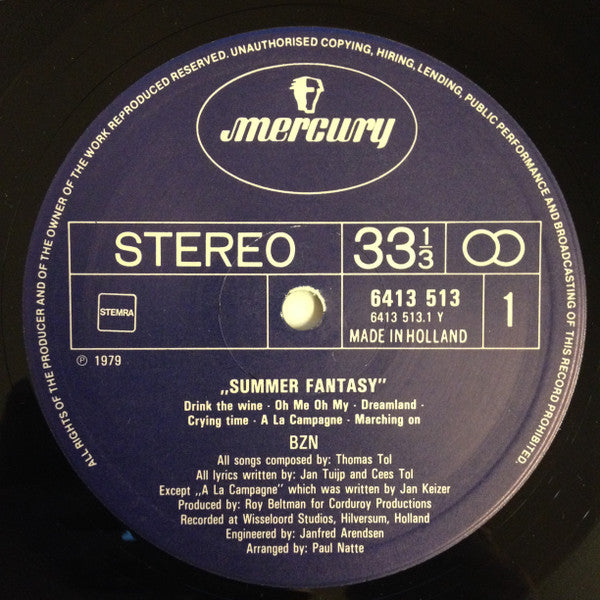 ALL RIGHTS OF THE PRODUCER AND OF THE OWNER OF THE WORK REPRODUCED RESERVED. UNAUTHORISED COPYING, HIRING, LENDING, PUBLIC PERFORMANCE AND BROADCASTING OF THIS RECORD PROHIBITED.
mercury
STEREO 33 1/3
STEMRA
6413 513
6413 513.1 Y
MADE IN HOLLAND
1
℗ 1979
„SUMMER FANTASY"
Drink the wine · Oh Me Oh My · Dreamland ·
Crying time · A La Campagne · Marching on
BZN
All songs composed by: Thomas Tol
All lyrics written by: Jan Tuijp and Cees Tol
Except „A La Campagne" which was written by Jan Keizer
Produced by: Roy Beltman for Corduroy Productions
Recorded at Wisseloord Studios, Hilversum, Holland
Engineered by: Janfred Arendsen
Arranged by: Paul Natte